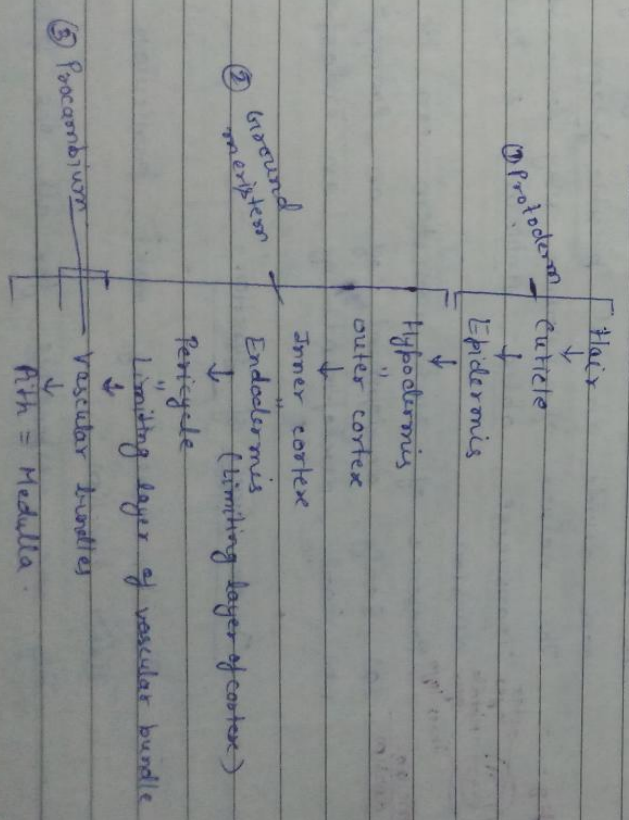 Hair
↓
① Protoderm
Cuticle
↓
Epidermis
↓
Hypodermis
"
outer cortex
↓
② Ground
meristem
Inner cortex
"
Endodermis
(Limiting layer of cortex)
↓
Pericycle
"
Limiting layer of vascular bundle
↓
③ Procambium
Vascular bundles
↓
Pith = Medulla.